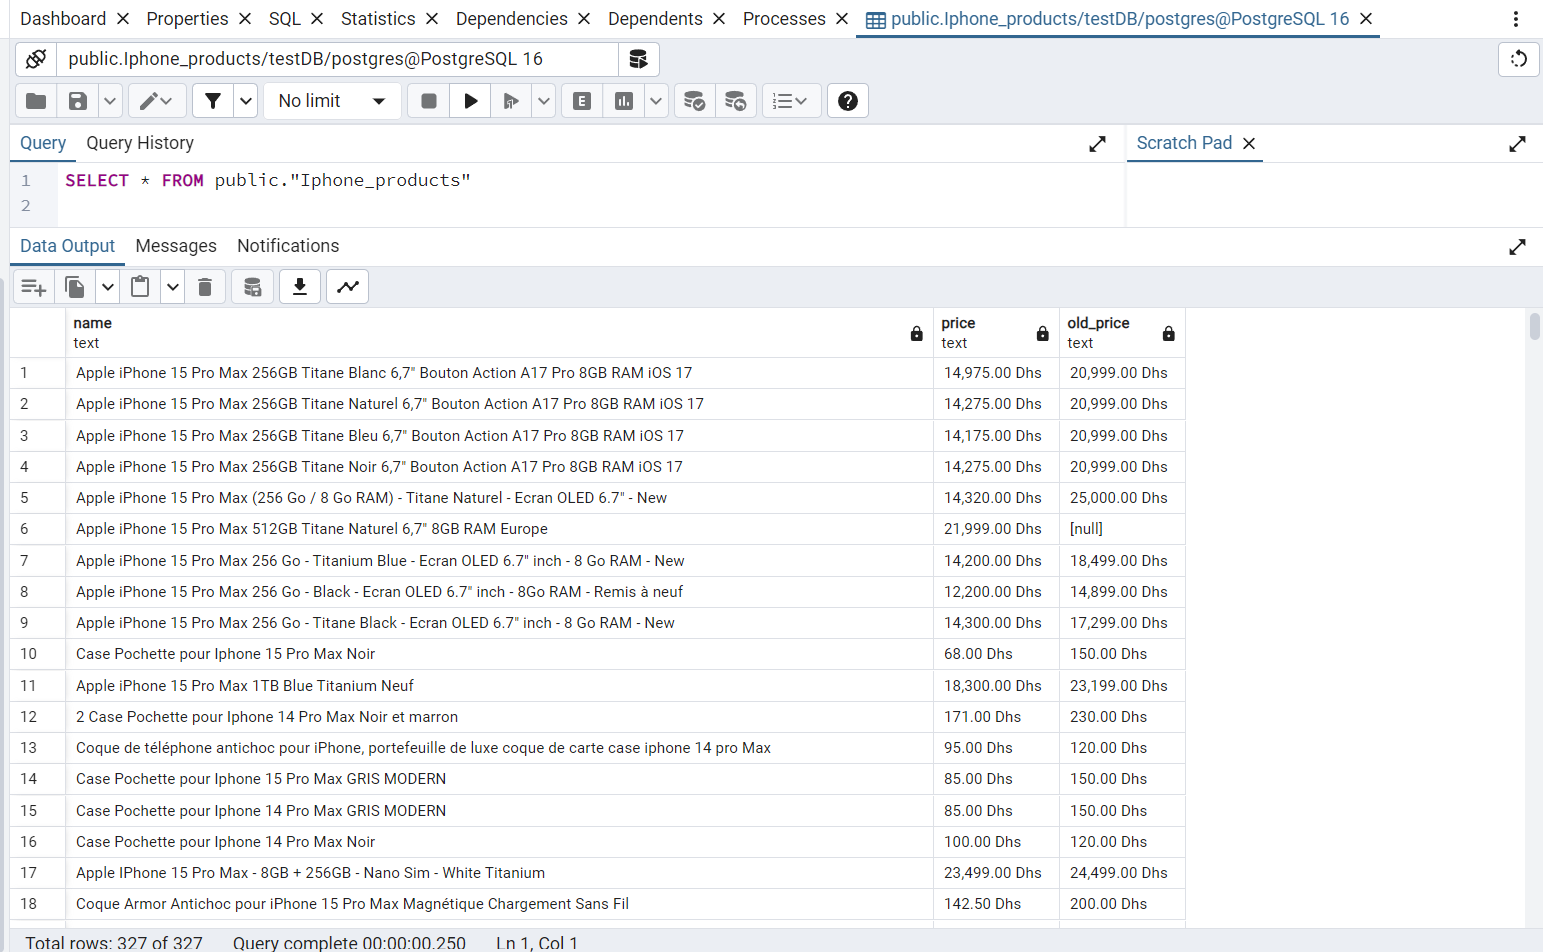 Dashboard Properties SQL Statistics Dependencies Dependents Processes public.Iphone_products/testDB/postgres@PostgreSQL 16
public.Iphone_products/testDB/postgres@PostgreSQL 16
No limit E
Query Query History Scratch Pad
1 SELECT * FROM public."Iphone_products"
2
Data Output Messages Notifications
name price old_price
text text text
1 Apple iPhone 15 Pro Max 256GB Titane Blanc 6,7" Bouton Action A17 Pro 8GB RAM iOS 17 14,975.00 Dhs 20,999.00 Dhs
2 Apple iPhone 15 Pro Max 256GB Titane Naturel 6,7" Bouton Action A17 Pro 8GB RAM iOS 17 14,275.00 Dhs 20,999.00 Dhs
3 Apple iPhone 15 Pro Max 256GB Titane Bleu 6,7" Bouton Action A17 Pro 8GB RAM iOS 17 14,175.00 Dhs 20,999.00 Dhs
4 Apple iPhone 15 Pro Max 256GB Titane Noir 6,7" Bouton Action A17 Pro 8GB RAM iOS 17 14,275.00 Dhs 20,999.00 Dhs
5 Apple iPhone 15 Pro Max (256 Go / 8 Go RAM) - Titane Naturel - Ecran OLED 6.7" - New 14,320.00 Dhs 25,000.00 Dhs
6 Apple iPhone 15 Pro Max 512GB Titane Naturel 6,7" 8GB RAM Europe 21,999.00 Dhs [null]
7 Apple iPhone 15 Pro Max 256 Go - Titanium Blue - Ecran OLED 6.7" inch - 8 Go RAM - New 14,200.00 Dhs 18,499.00 Dhs
8 Apple iPhone 15 Pro Max 256 Go - Black - Ecran OLED 6.7" inch - 8Go RAM - Remis à neuf 12,200.00 Dhs 14,899.00 Dhs
9 Apple iPhone 15 Pro Max 256 Go - Titane Black - Ecran OLED 6.7" inch - 8 Go RAM - New 14,300.00 Dhs 17,299.00 Dhs
10 Case Pochette pour Iphone 15 Pro Max Noir 68.00 Dhs 150.00 Dhs
11 Apple iPhone 15 Pro Max 1TB Blue Titanium Neuf 18,300.00 Dhs 23,199.00 Dhs
12 2 Case Pochette pour Iphone 14 Pro Max Noir et marron 171.00 Dhs 230.00 Dhs
13 Coque de téléphone antichoc pour iPhone, portefeuille de luxe coque de carte case iphone 14 pro Max 95.00 Dhs 120.00 Dhs
14 Case Pochette pour Iphone 15 Pro Max GRIS MODERN 85.00 Dhs 150.00 Dhs
15 Case Pochette pour Iphone 14 Pro Max GRIS MODERN 85.00 Dhs 150.00 Dhs
16 Case Pochette pour Iphone 14 Pro Max Noir 100.00 Dhs 120.00 Dhs
17 Apple IPhone 15 Pro Max - 8GB + 256GB - Nano Sim - White Titanium 23,499.00 Dhs 24,499.00 Dhs
18 Coque Armor Antichoc pour iPhone 15 Pro Max Magnétique Chargement Sans Fil 142.50 Dhs 200.00 Dhs
Total rows: 327 of 327 Query complete 00:00:00.250 Ln 1, Col 1